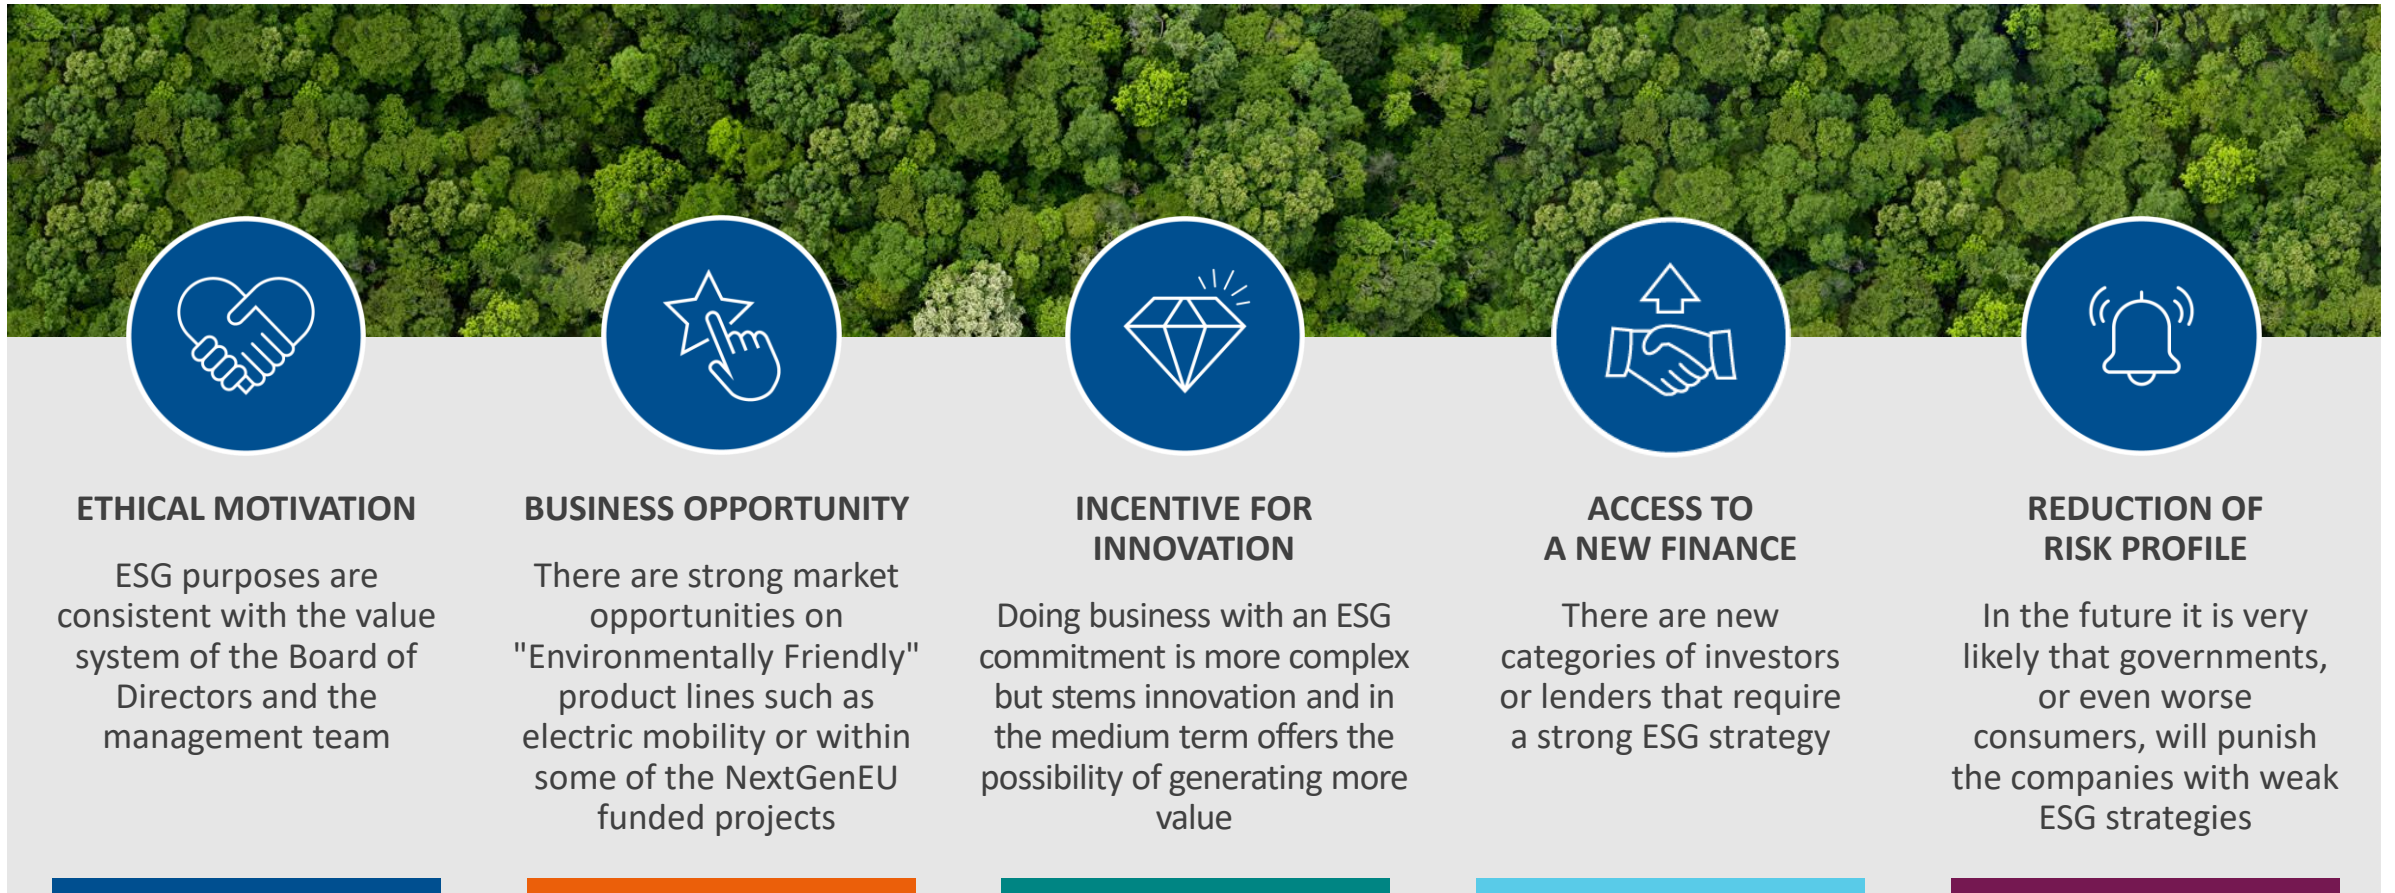 ETHICAL MOTIVATION
ESG purposes are
consistent with the value
system of the Board of
Directors and the
management team
BUSINESS OPPORTUNITY
There are strong market
opportunities on
"Environmentally Friendly"
product lines such as
electric mobility or within
some of the NextGenEU
funded projects
INCENTIVE FOR
INNOVATION
Doing business with an ESG
commitment is more complex
but stems innovation and in
the medium term offers the
possibility of generating more
value
ACCESS TO
A NEW FINANCE
There are new
categories of investors
or lenders that require
a strong ESG strategy
REDUCTION OF
RISK PROFILE
In the future it is very
likely that governments,
or even worse
consumers, will punish
the companies with weak
ESG strategies